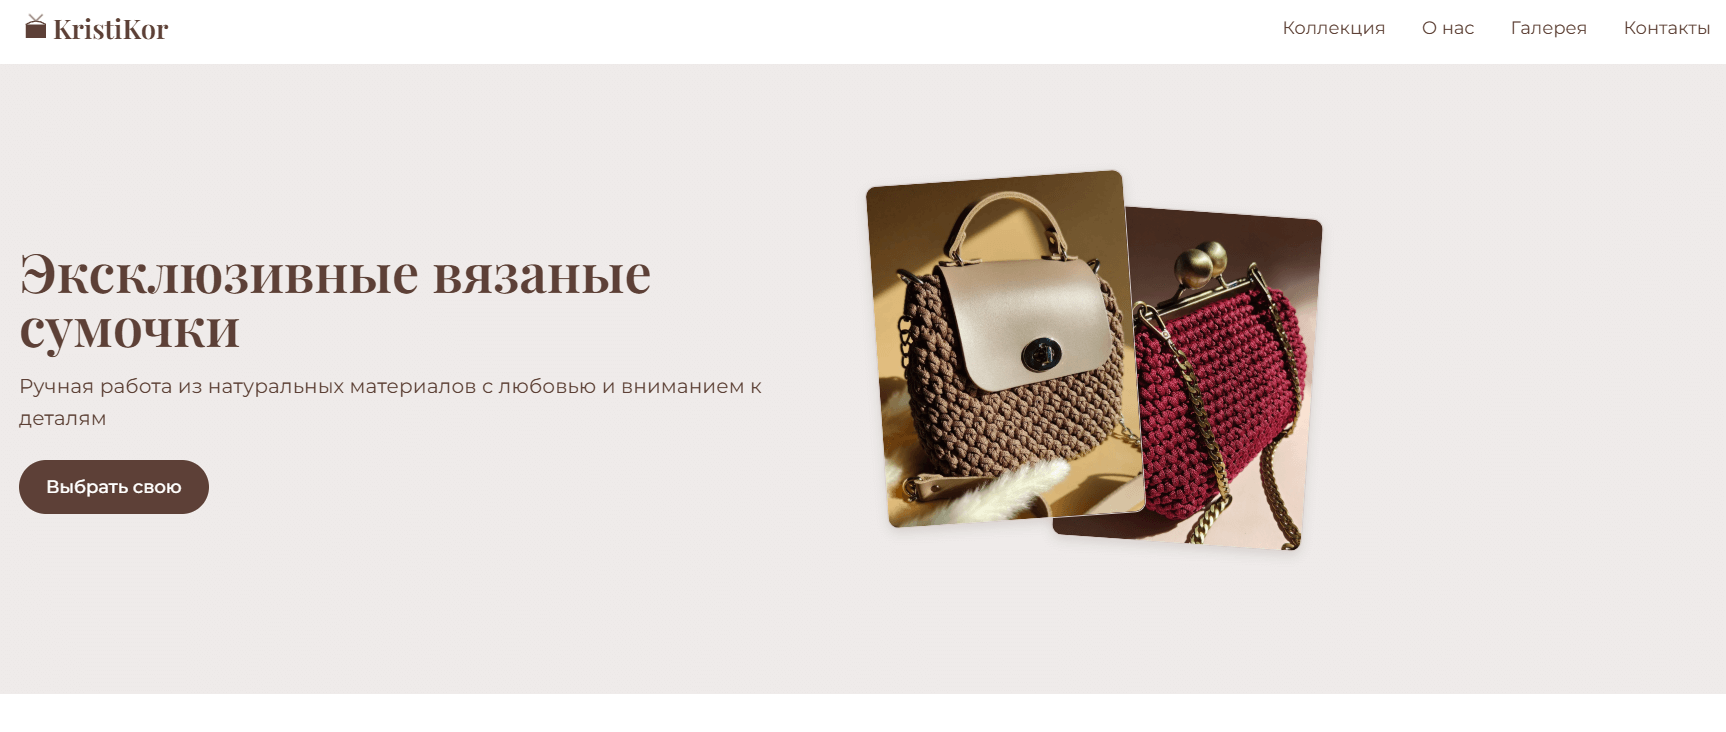 KristiKor
Коллекция
О нас
Галерея
Контакты
Эксклюзивные вязаные
сумочки
Ручная работа из натуральных материалов с любовью и вниманием к
деталям
Выбрать свою